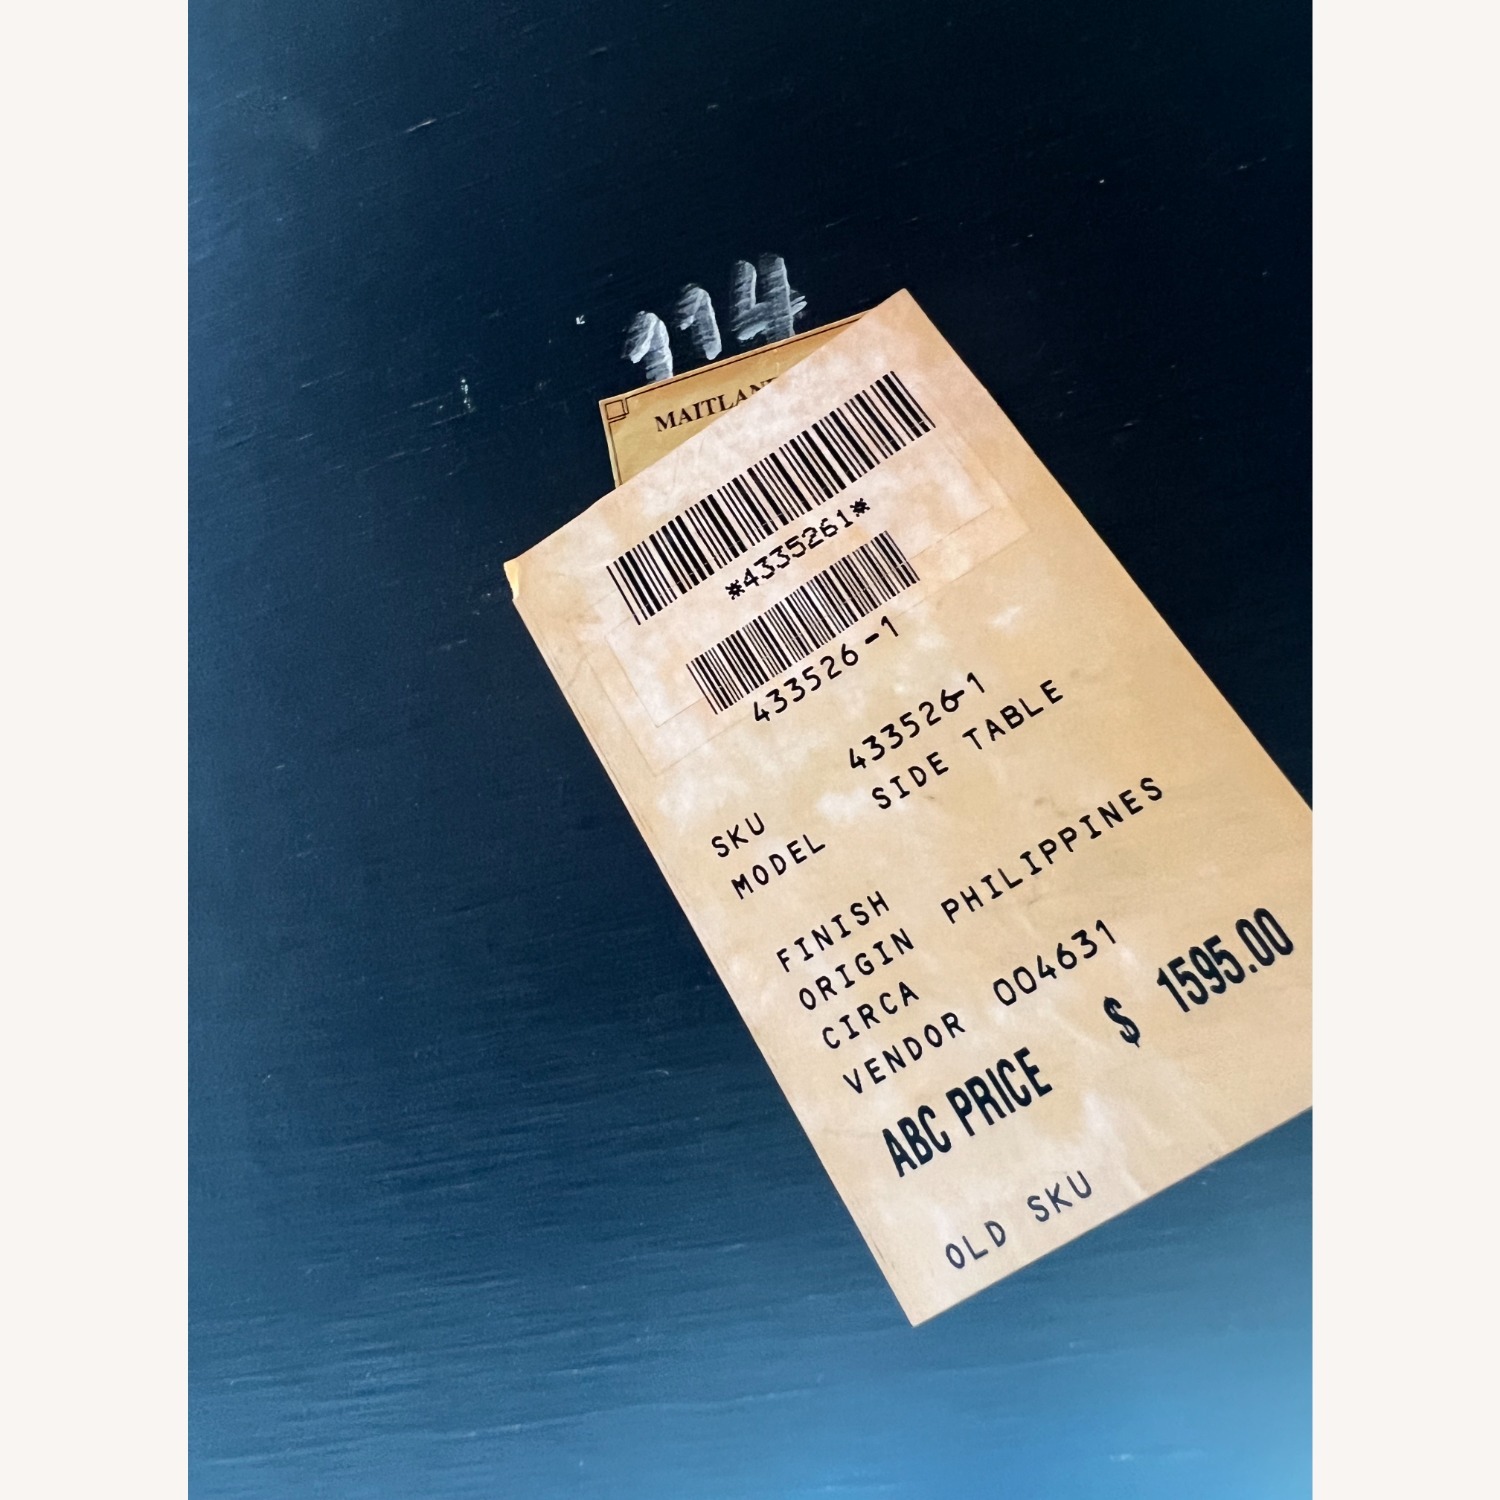 114
MAITLAN
*4335261*
433526-1
SKU 433526-1
MODEL SIDE TABLE
FINISH
ORIGIN PHILIPPINES
CIRCA
VENDOR 004631
ABC PRICE $ 1595.00
OLD SKU